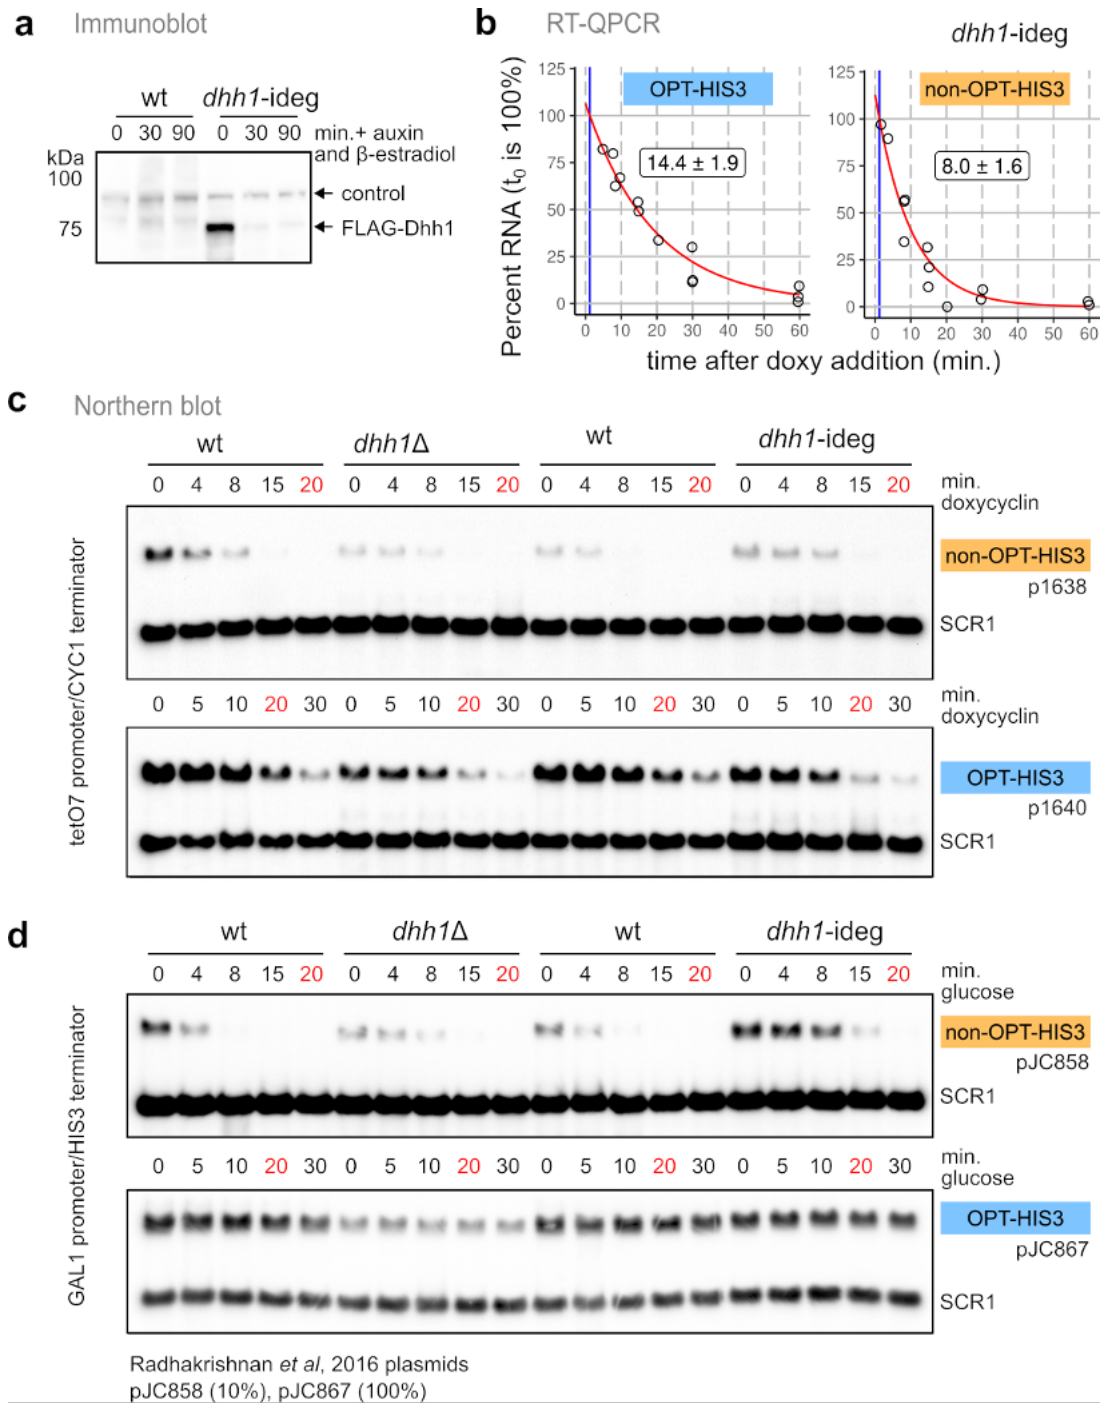 a Immunoblot
wt dhh1-ideg
0 30 90 0 30 90 min.+ auxin
and β-estradiol
kDa
100
75
control
FLAG-Dhh1
b RT-QPCR
dhh1-ideg
Percent RNA (t0 is 100%)
125
100
75
50
25
0
OPT-HIS3
14.4 ± 1.9
0 10 20 30 40 50 60
125
100
50
25
0
non-OPT-HIS3
8.0 ± 1.6
0 10 20 30 40 50 60
time after doxy addition (min.)
c Northern blot
wt dhh1Δ wt dhh1-ideg
0 4 8 15 20 0 4 8 15 20 0 4 8 15 20 0 4 8 15 20 min.
doxycyclin
non-OPT-HIS3
p1638
SCR1
tetO7 promoter/CYC1 terminator
0 5 10 20 30 0 5 10 20 30 0 5 10 20 30 0 5 10 20 30 min.
doxycyclin
OPT-HIS3
p1640
SCR1
d
wt dhh1Δ wt dhh1-ideg
0 4 8 15 20 0 4 8 15 20 0 4 8 15 20 0 4 8 15 20 min.
glucose
non-OPT-HIS3
pJC858
SCR1
GAL1 promoter/HIS3 terminator
0 5 10 20 30 0 5 10 20 30 0 5 10 20 30 0 5 10 20 30 min.
glucose
OPT-HIS3
pJC867
SCR1
Radhakrishnan et al, 2016 plasmids
pJC858 (10%), pJC867 (100%)